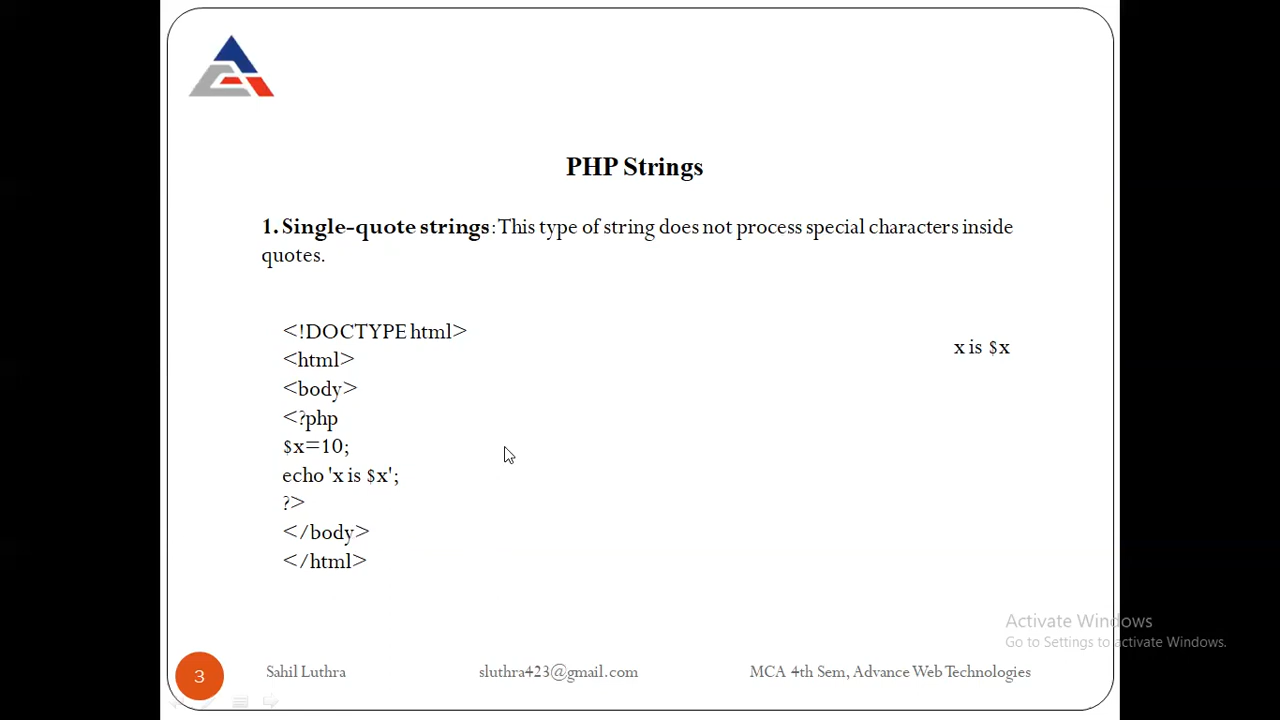 PHP Strings
1. Single-quote strings: This type of string does not process special characters inside
quotes.
<!DOCTYPE html>
<html>
<body>
<?php
$x=10;
echo 'x is $x';
?>
</body>
</html>
x is $x
Activate Windows
Go to Settings to activate Windows.
3
Sahil Luthra
sluthra423@gmail.com
MCA 4th Sem, Advance Web Technologies